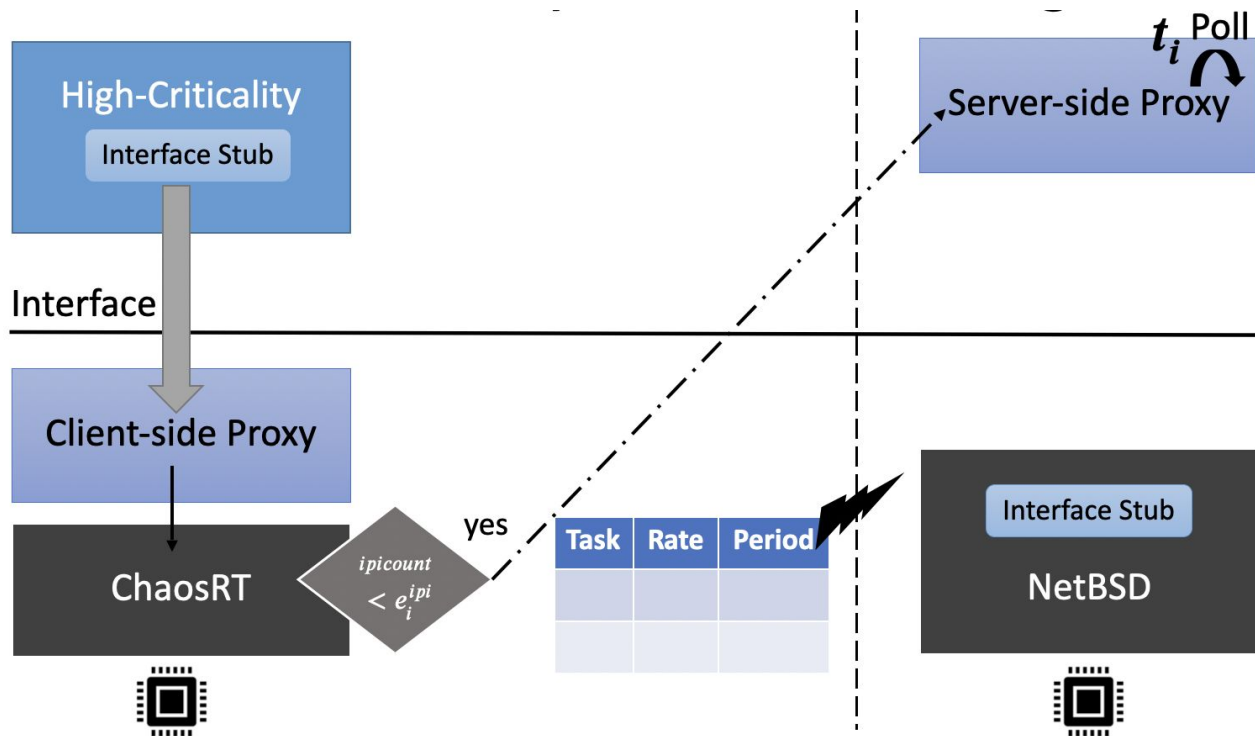 High-Criticality
Interface Stub
t_i Poll
Server-side Proxy
Interface
Client-side Proxy
ChaosRT
ipicount
< e_i^{ipi}
yes
Task Rate Period
Interface Stub
NetBSD